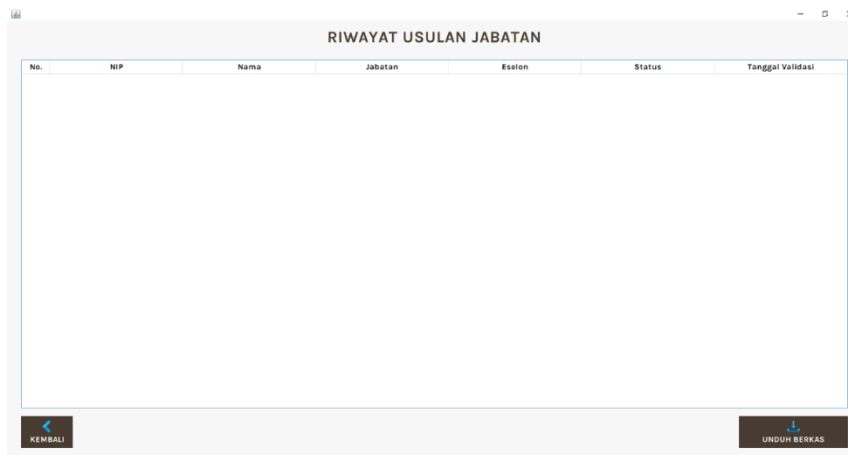 RIWAYAT USULAN JABATAN
No. NIP Nama Jabatan Eselon Status Tanggal Validasi
KEMBALI UNDUH BERKAS